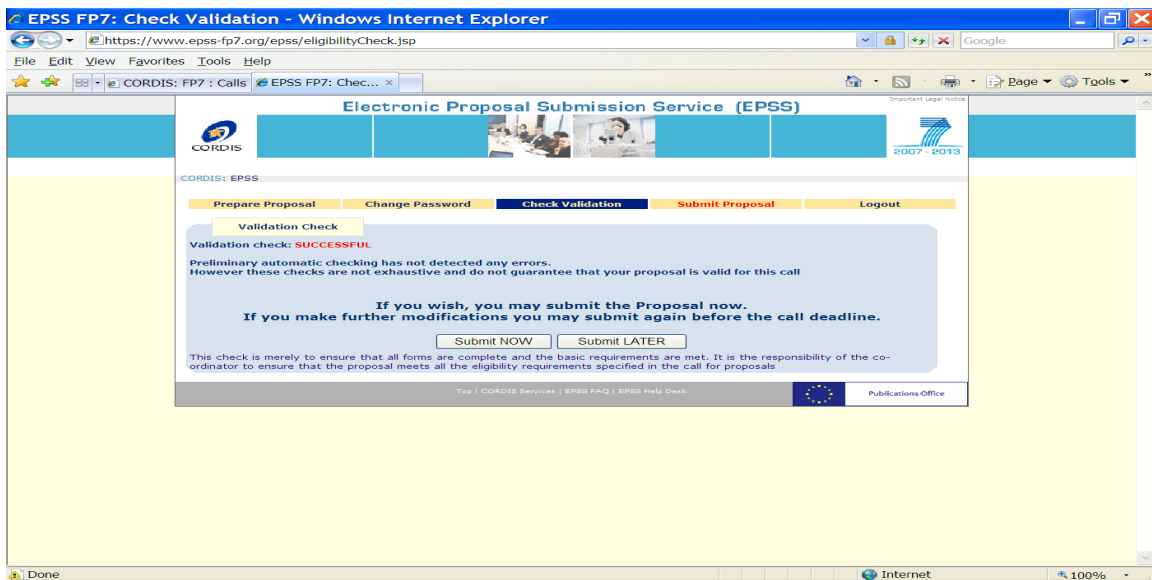 EPSS FP7: Check Validation - Windows Internet Explorer
https://www.epss-fp7.org/epss/eligibilityCheck.jsp
Google
File Edit View Favorites Tools Help
CORDIS: FP7 : Calls
EPSS FP7: Chec...
Page
Tools
Electronic Proposal Submission Service (EPSS)
Important Legal Notice
CORDIS
2007 - 2013
CORDIS: EPSS
Prepare Proposal
Change Password
Check Validation
Submit Proposal
Logout
Validation Check
Validation check: SUCCESSFUL
Preliminary automatic checking has not detected any errors.
However these checks are not exhaustive and do not guarantee that your proposal is valid for this call
If you wish, you may submit the Proposal now.
If you make further modifications you may submit again before the call deadline.
Submit NOW
Submit LATER
This check is merely to ensure that all forms are complete and the basic requirements are met. It is the responsibility of the co-
ordinator to ensure that the proposal meets all the eligibility requirements specified in the call for proposals
Top | CORDIS Services | EPSS FAQ | EPSS Help Desk
Publications Office
Done
Internet
100%